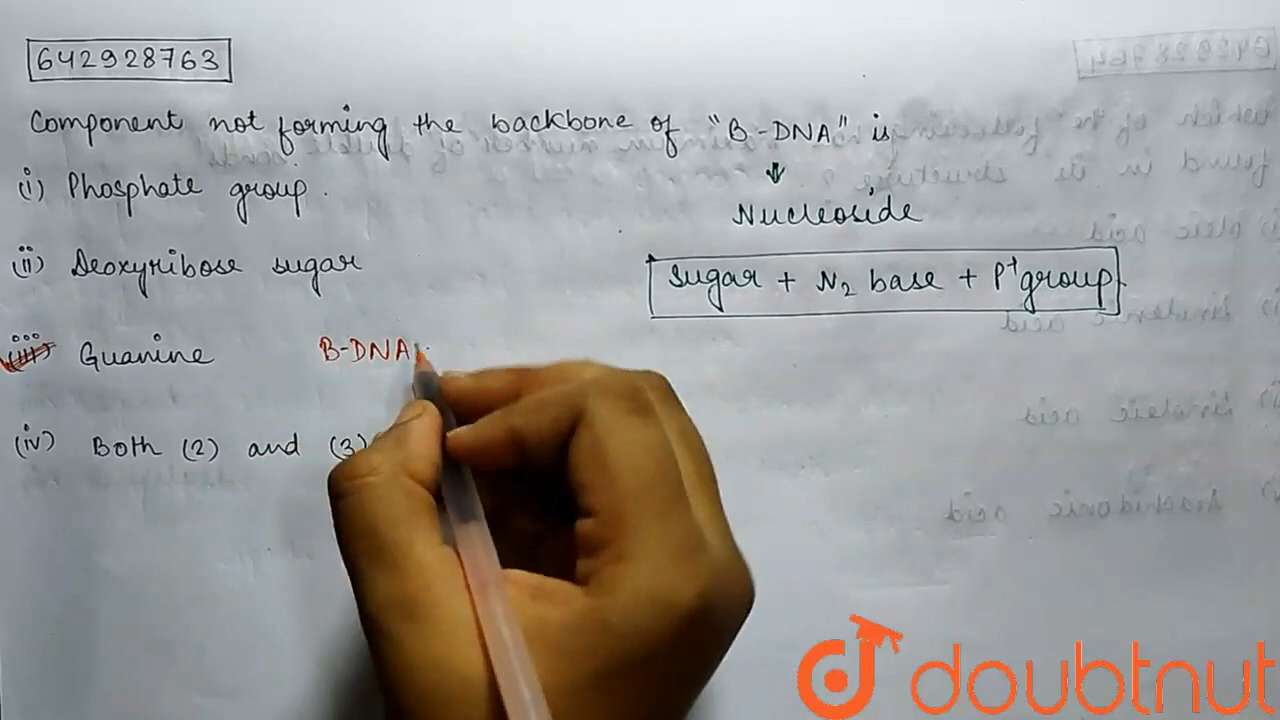 642928763
Component not forming the backbone of "B-DNA" is
(i) Phosphate group.
(ii) Deoxyribose sugar
(iii) Guanine
(iv) Both (2) and (3)
Nucleoside
Sugar + N2 base + P+ group
B-DNA
doubtnut